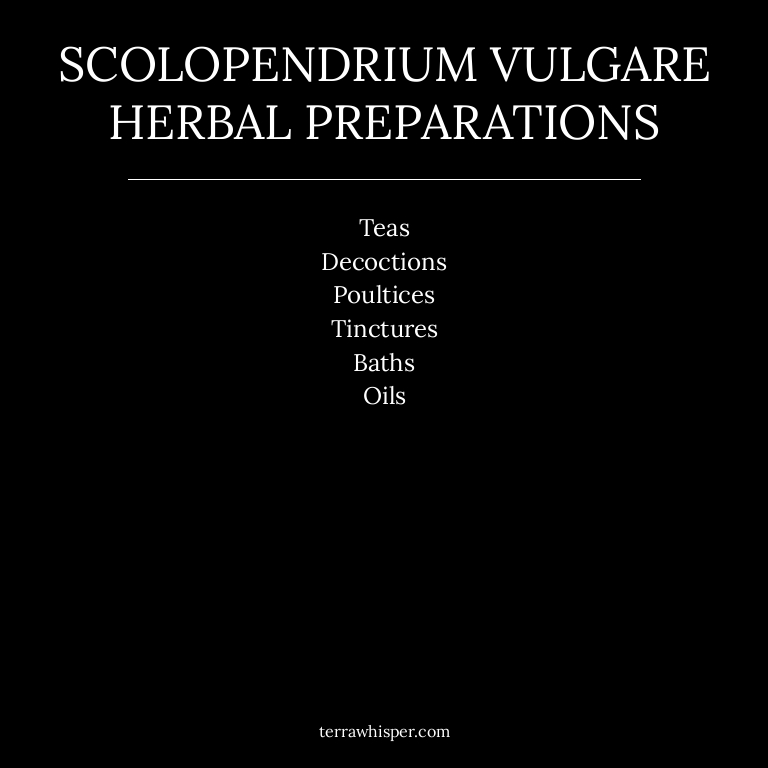 SCOLOPENDRIUM VULGARE
HERBAL PREPARATIONS
Teas
Decoctions
Poultices
Tinctures
Baths
Oils
terrawhisper.com